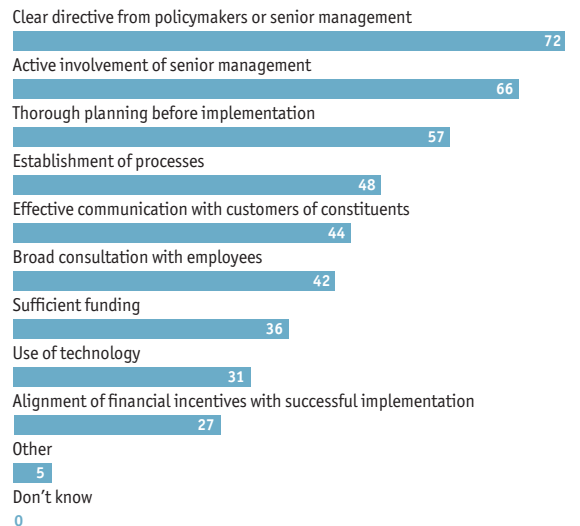 Clear directive from policymakers or senior management
72
Active involvement of senior management
66
Thorough planning before implementation
57
Establishment of processes
48
Effective communication with customers of constituents
44
Broad consultation with employees
42
Sufficient funding
36
Use of technology
31
Alignment of financial incentives with successful implementation
27
Other
5
Don’t know
0